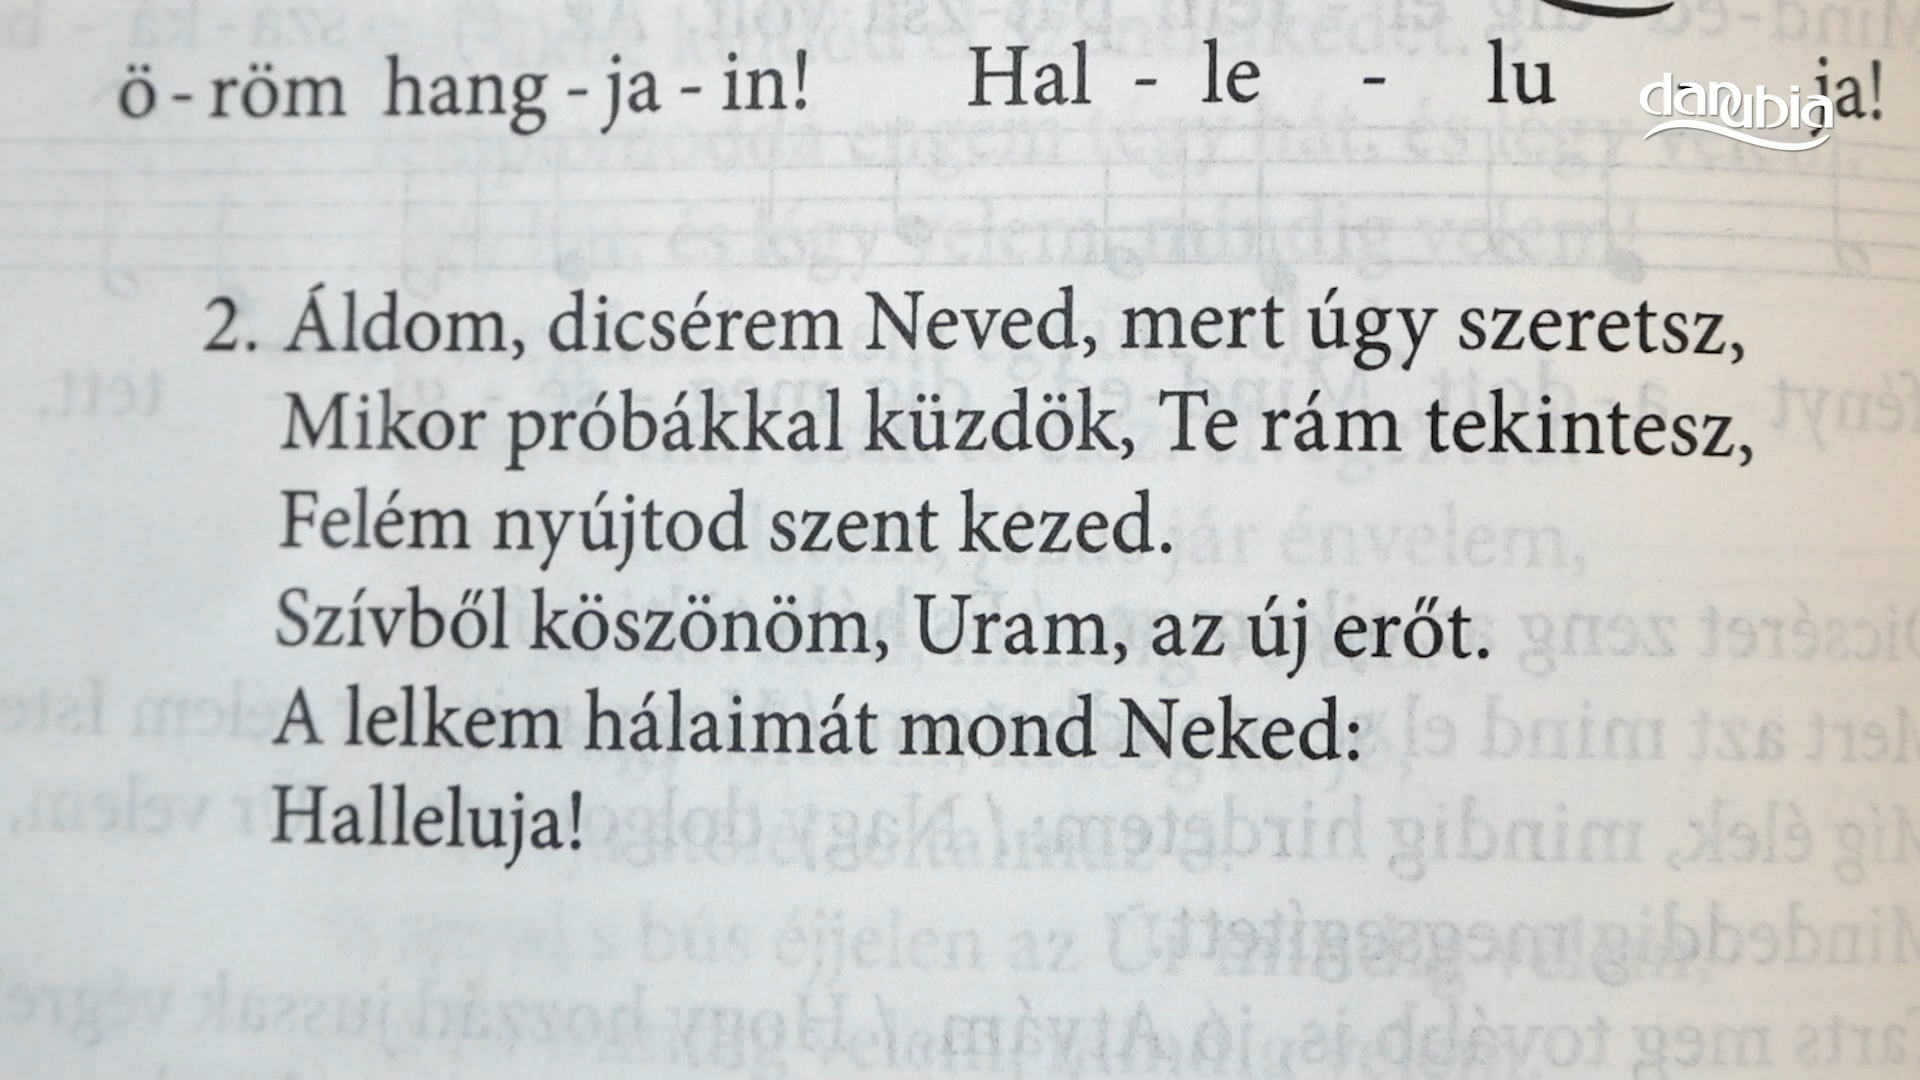 ö - röm hang - ja - in! Hal - le - lu - ja!
danubia
2. Áldom, dicsérem Neved, mert úgy szeretsz,
Mikor próbákkal küzdök, Te rám tekintesz,
Felém nyújtod szent kezed.
Szívből köszönöm, Uram, az új erőt.
A lelkem hálaimát mond Neked:
Halleluja!